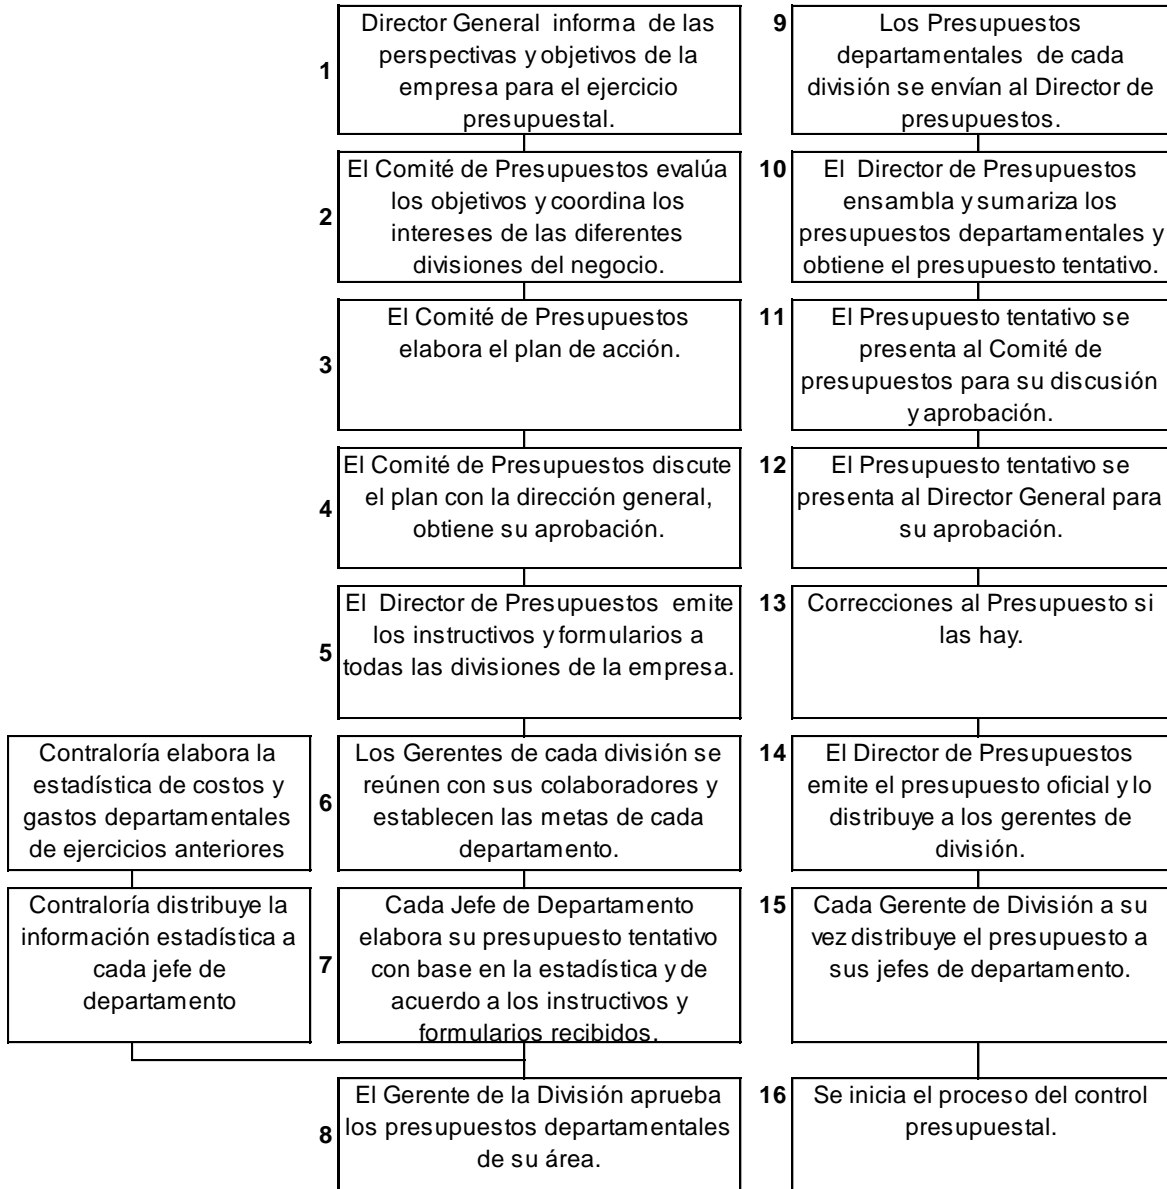 1
Director General informa de las
perspectivas y objetivos de la
empresa para el ejercicio
presupuestal.
2
El Comité de Presupuestos evalúa
los objetivos y coordina los
intereses de las diferentes
divisiones del negocio.
3
El Comité de Presupuestos
elabora el plan de acción.
4
El Comité de Presupuestos discute
el plan con la dirección general,
obtiene su aprobación.
5
El Director de Presupuestos emite
los instructivos y formularios a
todas las divisiones de la empresa.
Contraloría elabora la
estadística de costos y
gastos departamentales
de ejercicios anteriores
6
Los Gerentes de cada división se
reúnen con sus colaboradores y
establecen las metas de cada
departamento.
Contraloría distribuye la
información estadística a
cada jefe de
departamento
7
Cada Jefe de Departamento
elabora su presupuesto tentativo
con base en la estadística y de
acuerdo a los instructivos y
formularios recibidos.
8
El Gerente de la División aprueba
los presupuestos departamentales
de su área.
9
Los Presupuestos
departamentales de cada
división se envían al Director de
presupuestos.
10
El Director de Presupuestos
ensambla y sumariza los
presupuestos departamentales y
obtiene el presupuesto tentativo.
11
El Presupuesto tentativo se
presenta al Comité de
presupuestos para su discusión
y aprobación.
12
El Presupuesto tentativo se
presenta al Director General para
su aprobación.
13
Correcciones al Presupuesto si
las hay.
14
El Director de Presupuestos
emite el presupuesto oficial y lo
distribuye a los gerentes de
división.
15
Cada Gerente de División a su
vez distribuye el presupuesto a
sus jefes de departamento.
16
Se inicia el proceso del control
presupuestal.